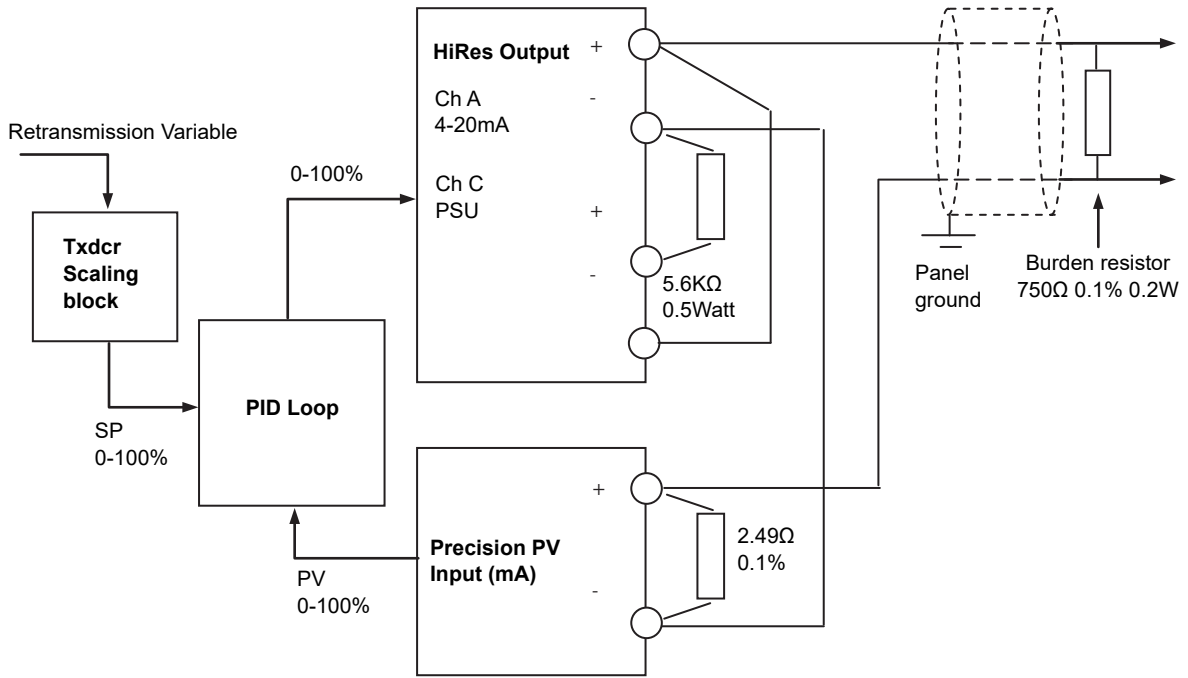 HiRes Output
+
Ch A
4-20mA
-
Ch C
PSU
+
-
5.6KΩ
0.5Watt
Retransmission Variable
0-100%
Txdcr
Scaling
block
Panel
ground
Burden resistor
750Ω 0.1% 0.2W
PID Loop
SP
0-100%
+
Precision PV
Input (mA)
-
2.49Ω
0.1%
PV
0-100%